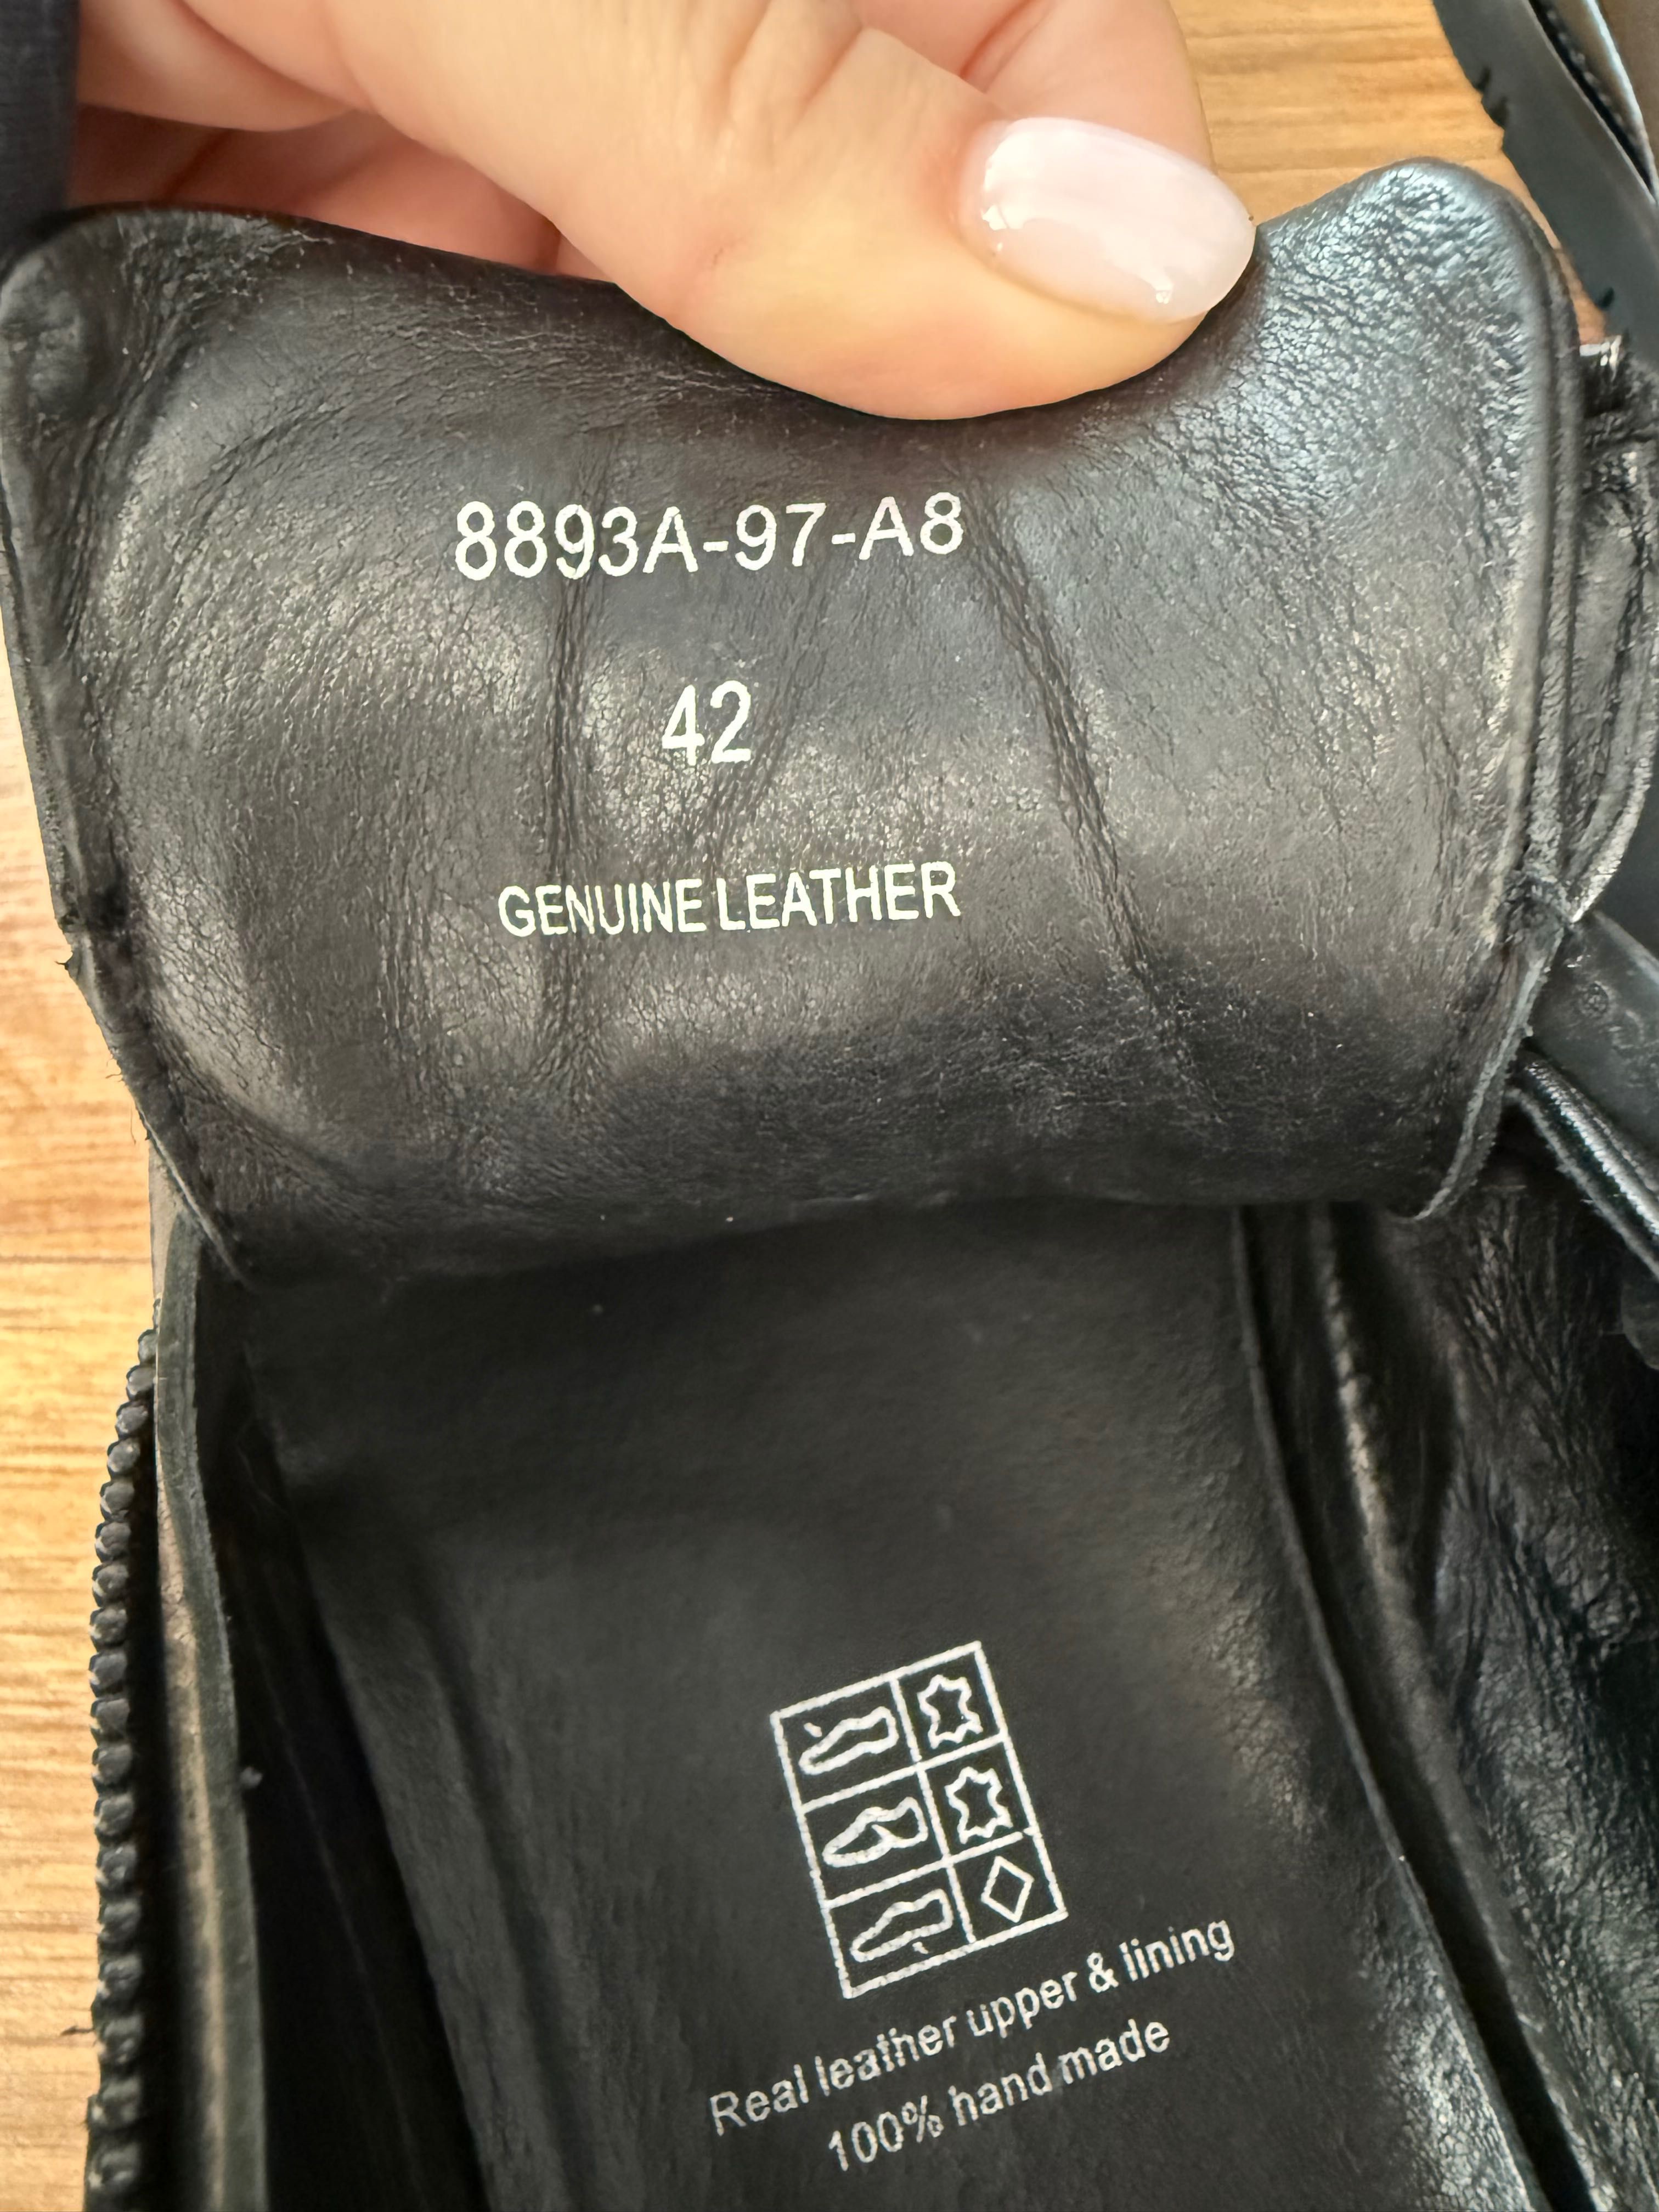 8893A-97-A8
42
GENUINE LEATHER
Real leather upper & lining
100% hand made